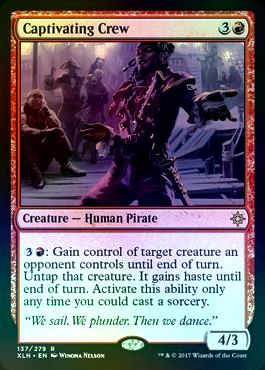 Captivating Crew 3
Creature — Human Pirate
3 : Gain control of target creature an
opponent controls until end of turn.
Untap that creature. It gains haste until
end of turn. Activate this ability only
any time you could cast a sorcery.
“We sail. We plunder. Then we dance.”
4/3
137/279 R
XLN • EN Winona Nelson
™ & © 2017 Wizards of the Coast